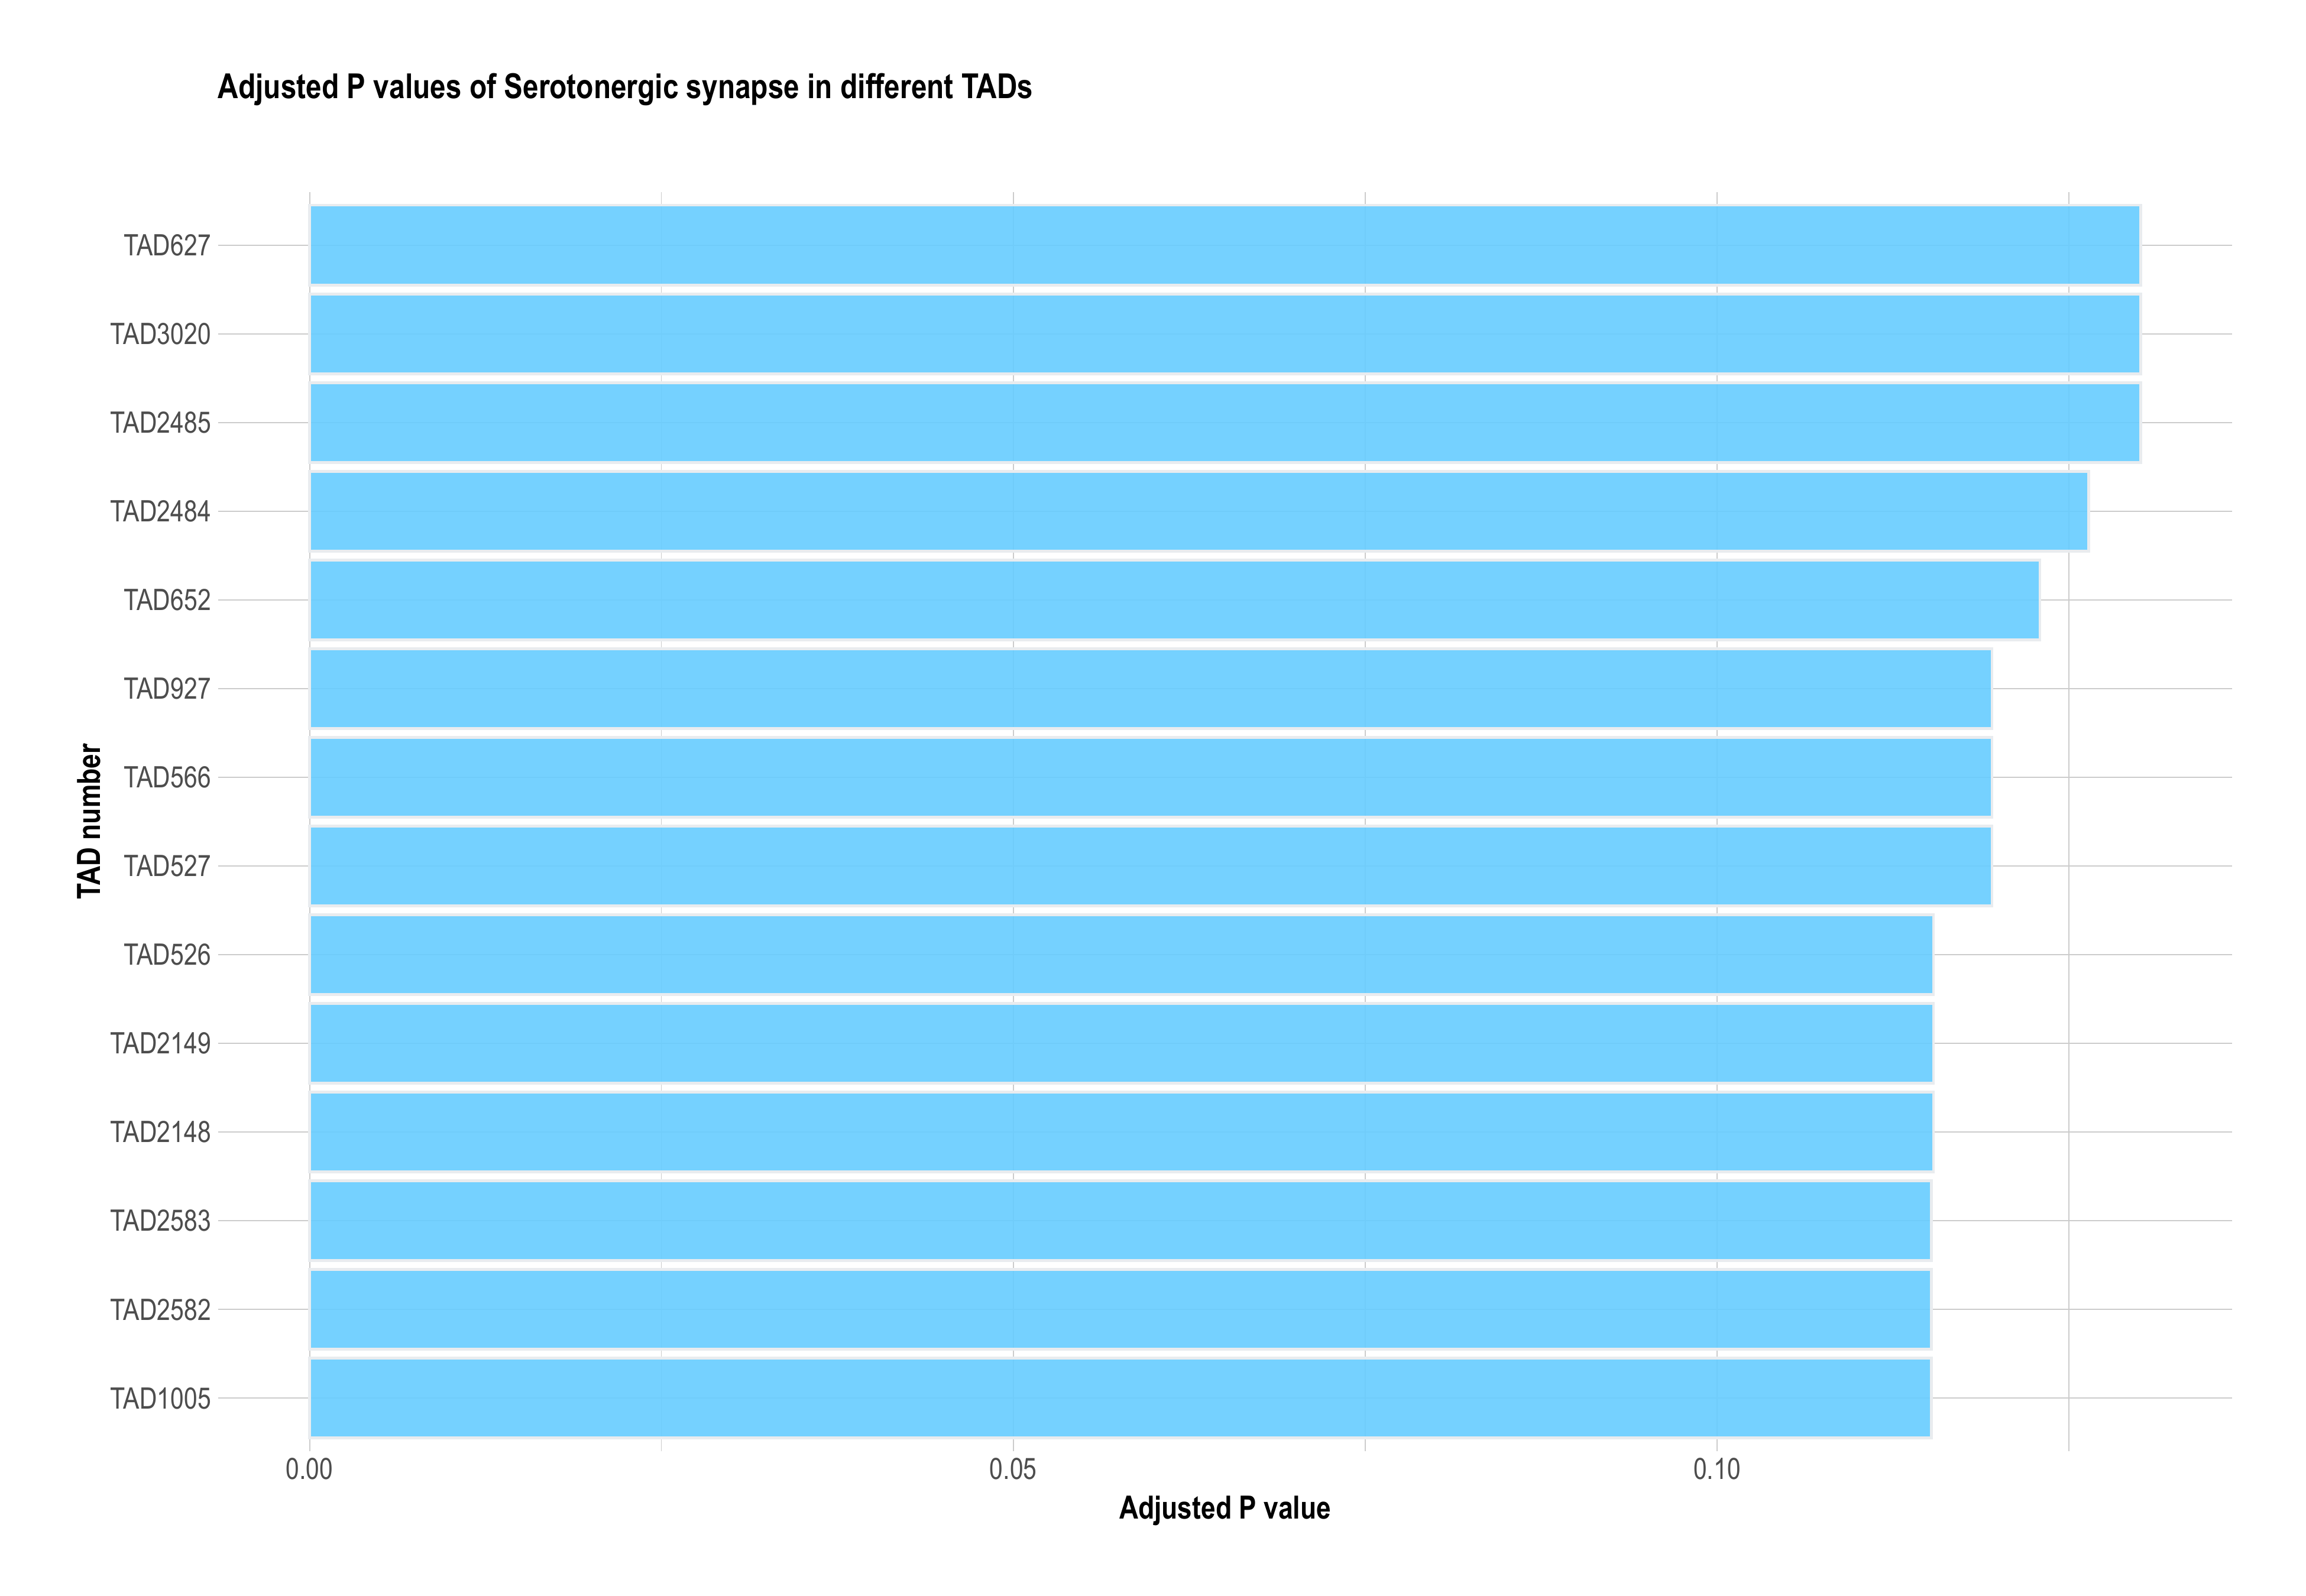 Adjusted P values of Serotonergic synapse in different TADs
TAD627
TAD3020
TAD2485
TAD2484
TAD652
TAD927
TAD566
TAD527
TAD526
TAD2149
TAD2148
TAD2583
TAD2582
TAD1005
TAD number
0.00 0.05 0.10
Adjusted P value